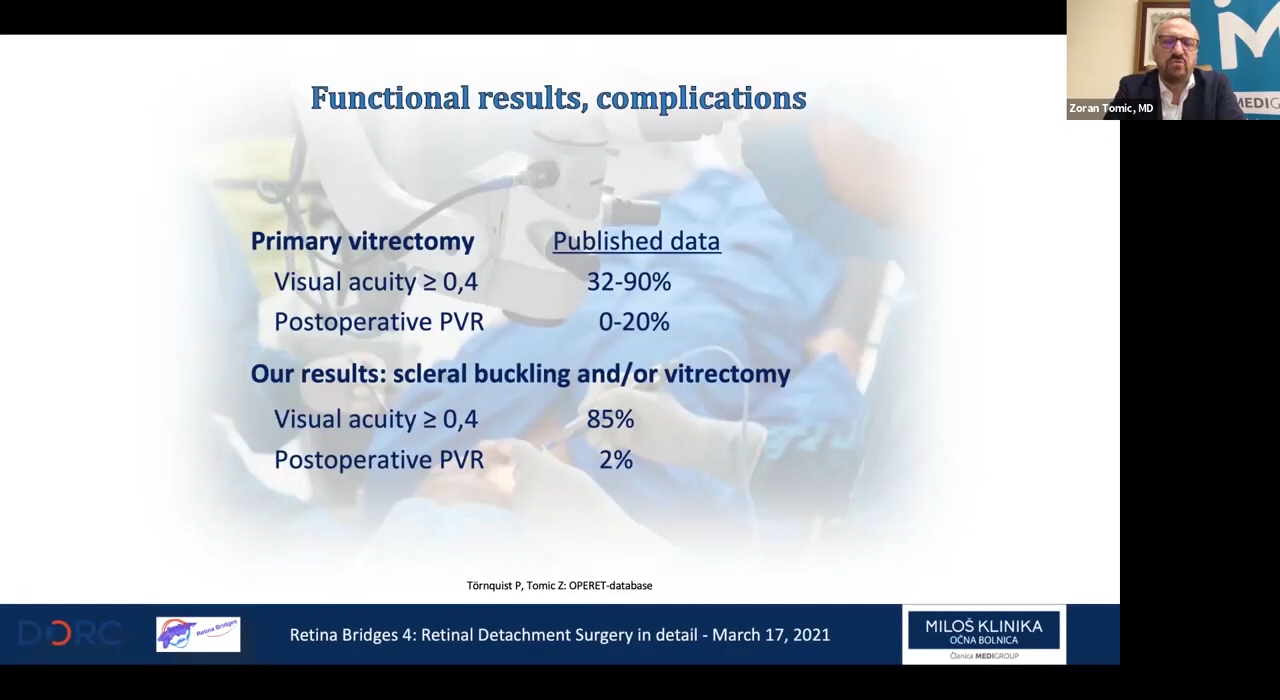 Functional results, complications
Primary vitrectomy Published data
Visual acuity ≥ 0,4 32-90%
Postoperative PVR 0-20%
Our results: scleral buckling and/or vitrectomy
Visual acuity ≥ 0,4 85%
Postoperative PVR 2%
Törnquist P, Tomic Z: OPERET-database
DORC
Retina Bridges
Retina Bridges 4: Retinal Detachment Surgery in detail - March 17, 2021
MILOŠ KLINIKA
OČNA BOLNICA
Članica MEDIGROUP
Zoran Tomic, MD